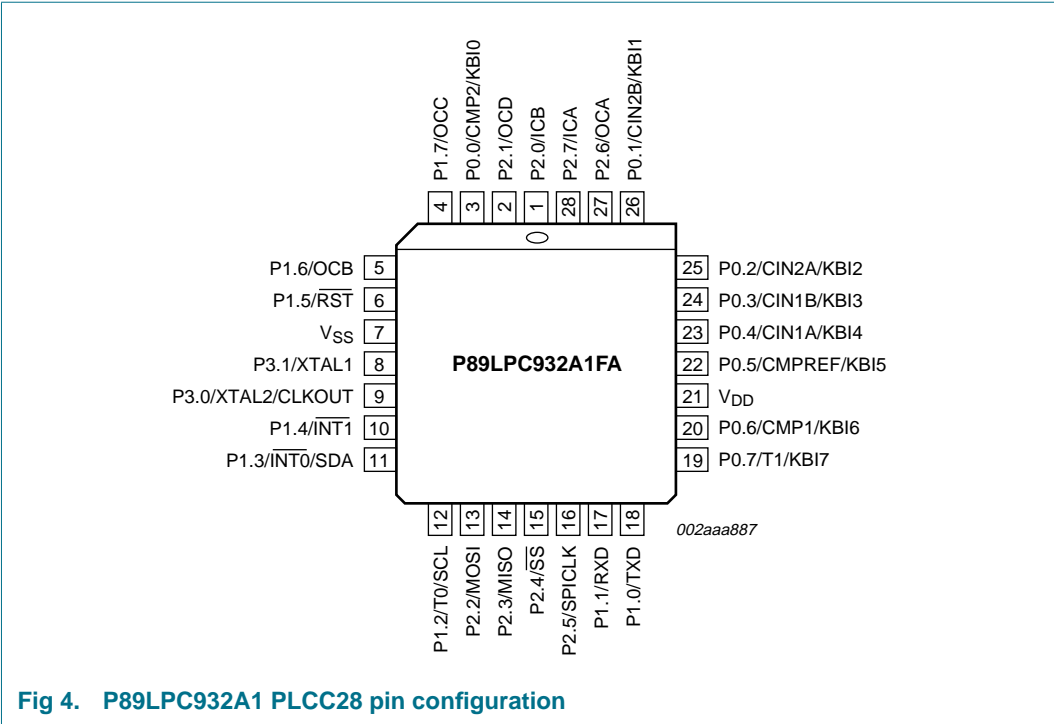 P1.7/OCC
P0.0/CMP2/KBI0
P2.1/OCD
P2.0/ICB
P2.7/ICA
P2.6/OCA
P0.1/CIN2B/KBI1
4
3
2
1
28
27
26
P1.6/OCB 5
P1.5/R̅S̅T̅ 6
VSS 7
P3.1/XTAL1 8
P3.0/XTAL2/CLKOUT 9
P1.4/I̅N̅T̅1̅ 10
P1.3/I̅N̅T̅0̅/SDA 11
P89LPC932A1FA
25 P0.2/CIN2A/KBI2
24 P0.3/CIN1B/KBI3
23 P0.4/CIN1A/KBI4
22 P0.5/CMPREF/KBI5
21 VDD
20 P0.6/CMP1/KBI6
19 P0.7/T1/KBI7
12
13
14
15
16
17
18
P1.2/T0/SCL
P2.2/MOSI
P2.3/MISO
P2.4/S̅S̅
P2.5/SPICLK
P1.1/RXD
P1.0/TXD
002aaa887
Fig 4. P89LPC932A1 PLCC28 pin configuration